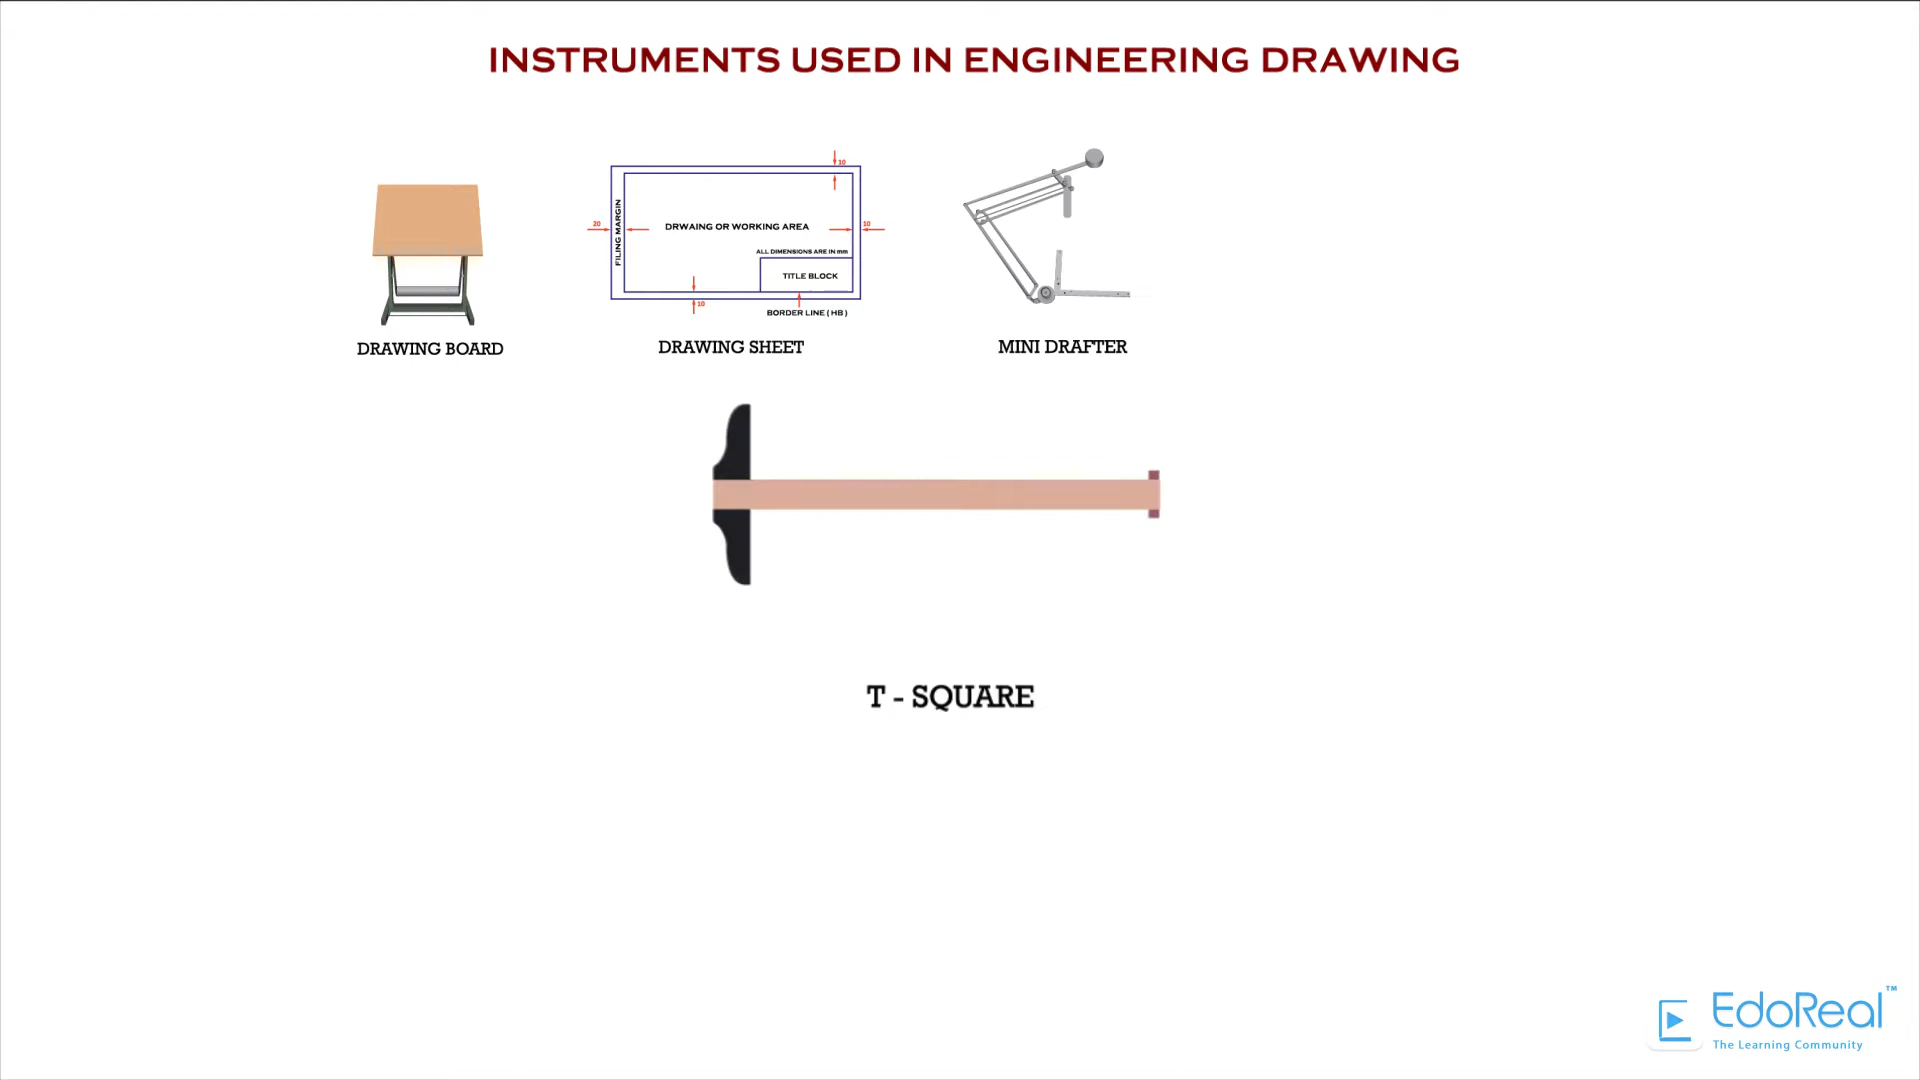 INSTRUMENTS USED IN ENGINEERING DRAWING
10
FILING MARGIN
20
DRWAING OR WORKING AREA
10
ALL DIMENSIONS ARE IN mm
TITLE BLOCK
10
BORDER LINE ( HB )
DRAWING BOARD
DRAWING SHEET
MINI DRAFTER
T - SQUARE
EdoReal™
The Learning Community